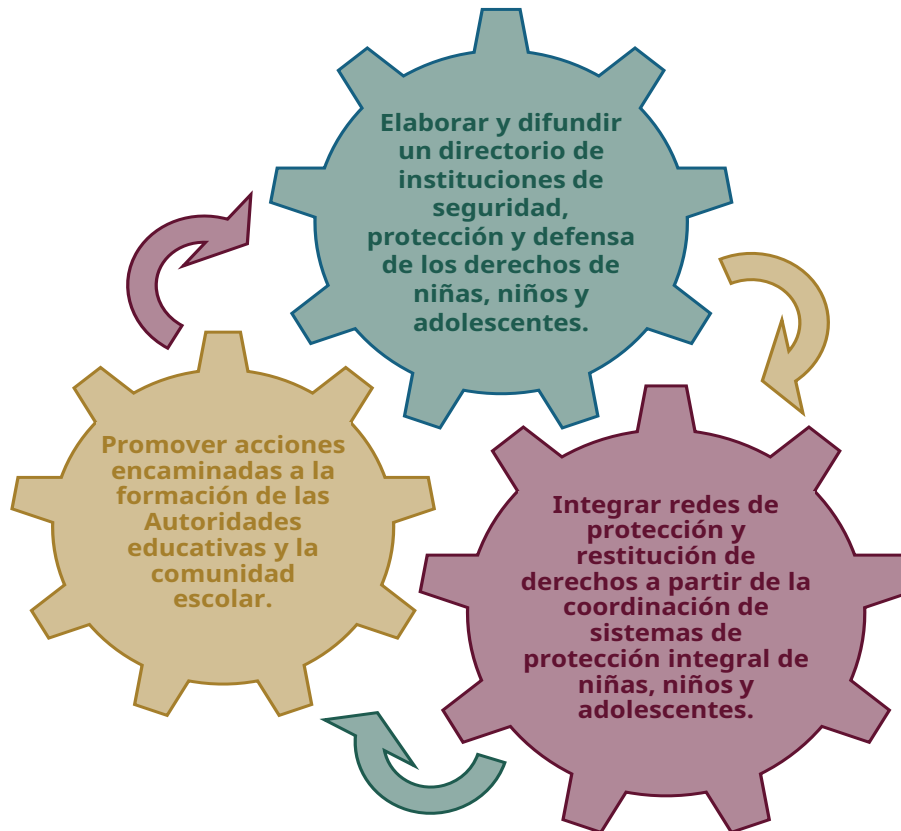 Elaborar y difundir
un directorio de
instituciones de
seguridad,
protección y defensa
de los derechos de
niñas, niños y
adolescentes.
Promover acciones
encaminadas a la
formación de las
Autoridades
educativas y la
comunidad
escolar.
Integrar redes de
protección y
restitución de
derechos a partir de la
coordinación de
sistemas de
protección integral de
niñas, niños y
adolescentes.